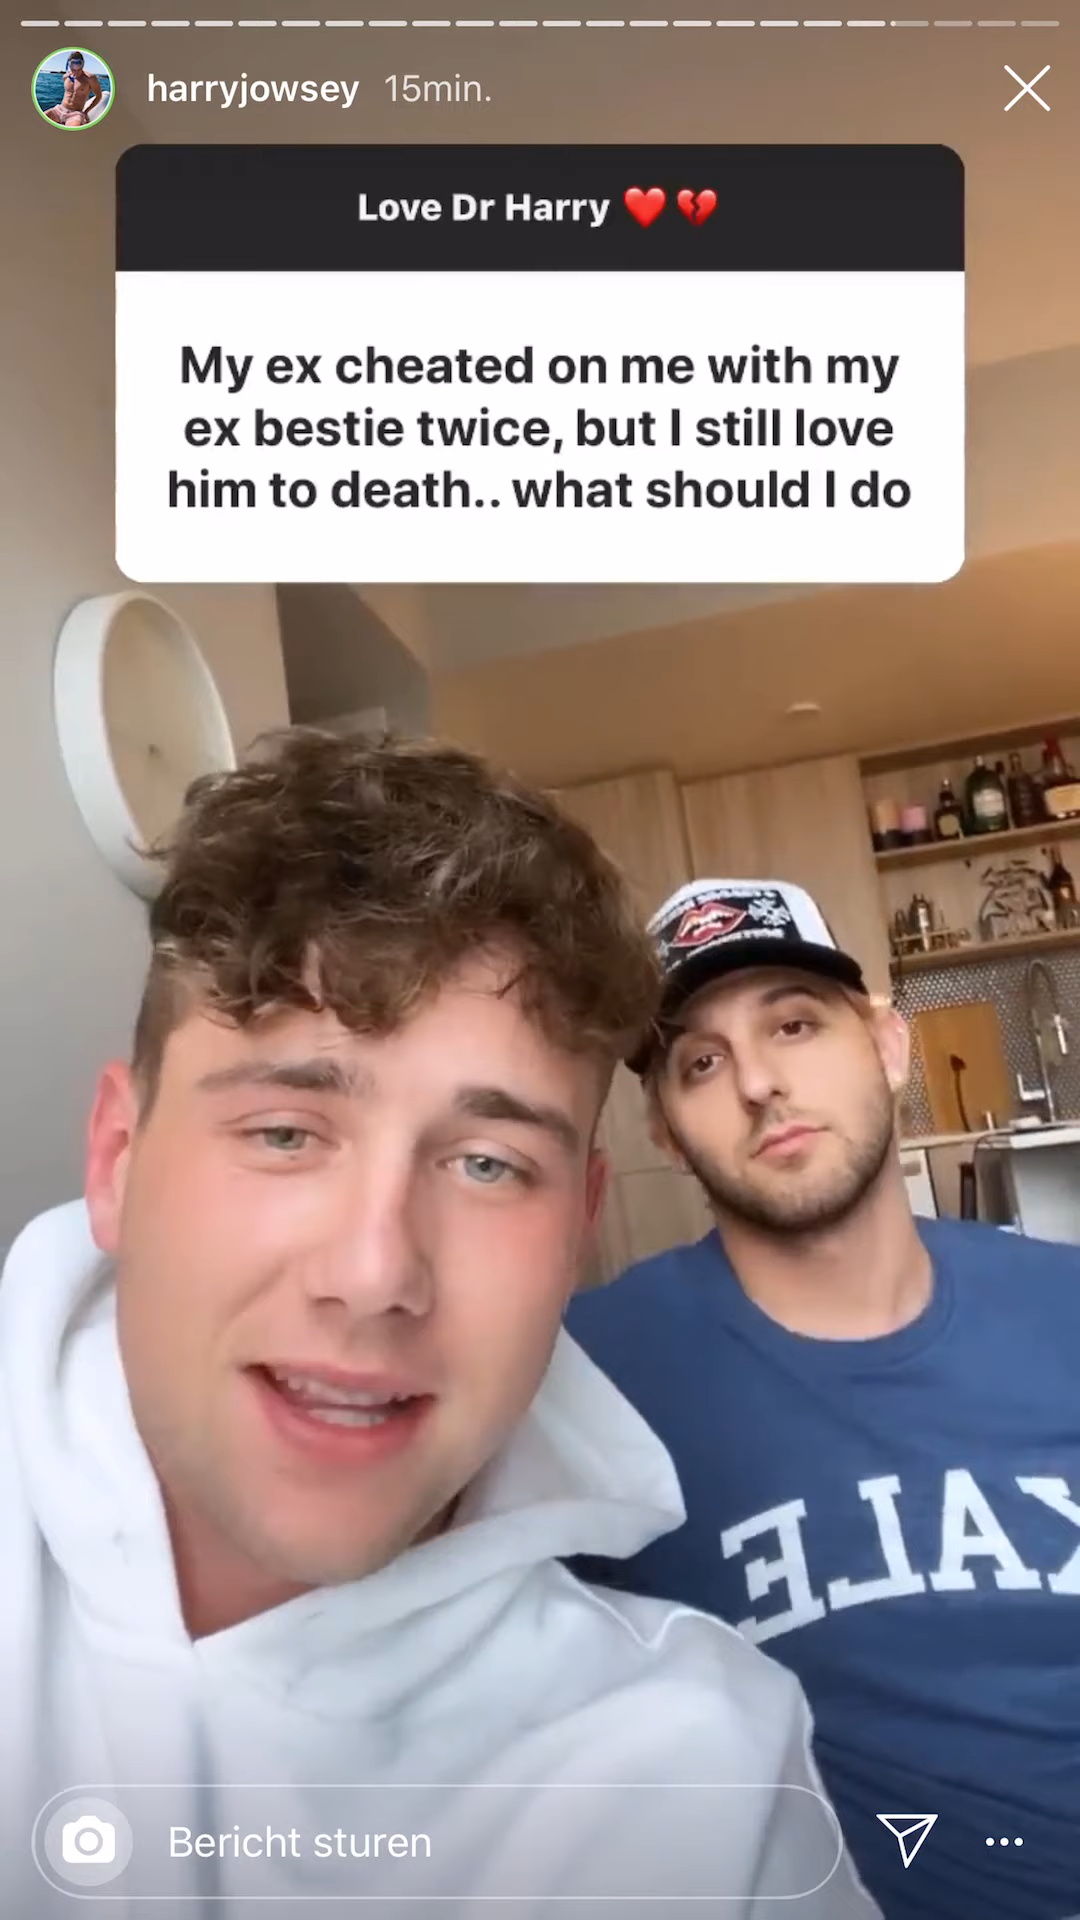 harryjowsey 15min.
Love Dr Harry ❤️💔
My ex cheated on me with my
ex bestie twice, but I still love
him to death.. what should I do
YALE
Bericht sturen